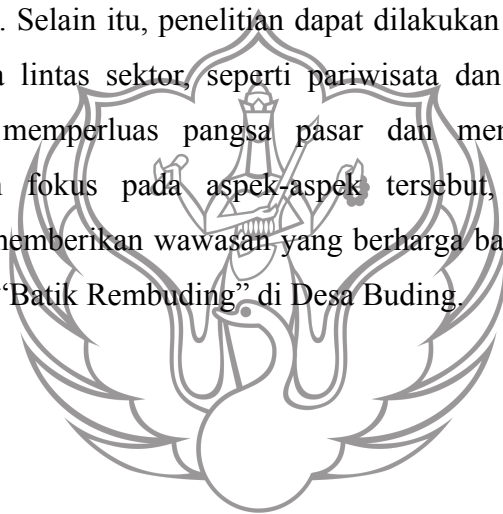 . Selain itu, penelitian dapat dilakukan
lintas sektor, seperti pariwisata dan
memperluas pangsa pasar dan mer
fokus pada aspek-aspek tersebut,
memberikan wawasan yang berharga ba
“Batik Rembuding” di Desa Buding.